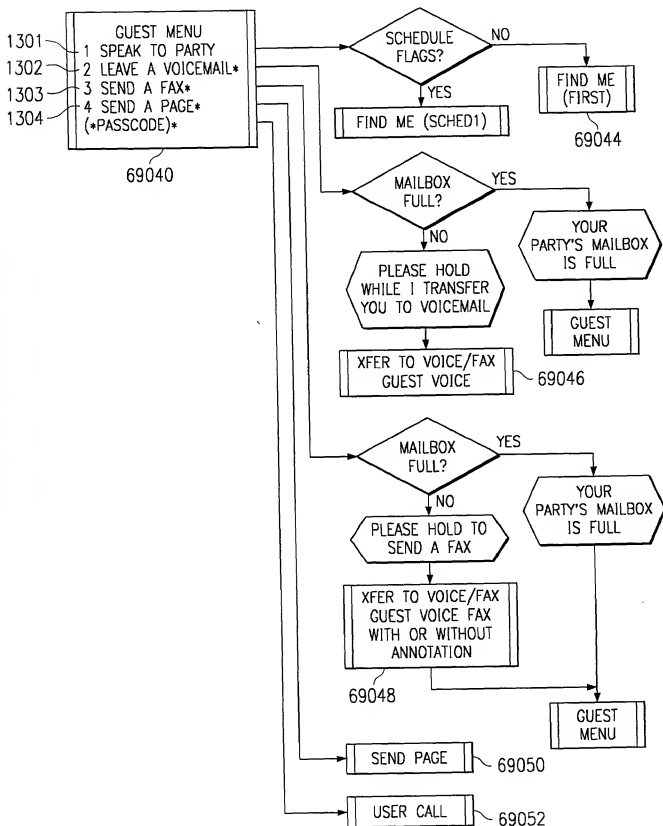 GUEST MENU
1301
1 SPEAK TO PARTY
1302
2 LEAVE A VOICEMAIL*
1303
3 SEND A FAX*
1304
4 SEND A PAGE*
(*PASSCODE)*
69040
SCHEDULE
FLAGS?
NO
YES
FIND ME
(FIRST)
69044
FIND ME (SCHED1)
MAILBOX
FULL?
YES
NO
YOUR
PARTY'S MAILBOX
IS FULL
PLEASE HOLD
WHILE I TRANSFER
YOU TO VOICEMAIL
GUEST
MENU
XFER TO VOICE/FAX
GUEST VOICE
69046
MAILBOX
FULL?
YES
NO
YOUR
PARTY'S MAILBOX
IS FULL
PLEASE HOLD TO
SEND A FAX
XFER TO VOICE/FAX
GUEST VOICE FAX
WITH OR WITHOUT
ANNOTATION
69048
GUEST
MENU
SEND PAGE
69050
USER CALL
69052